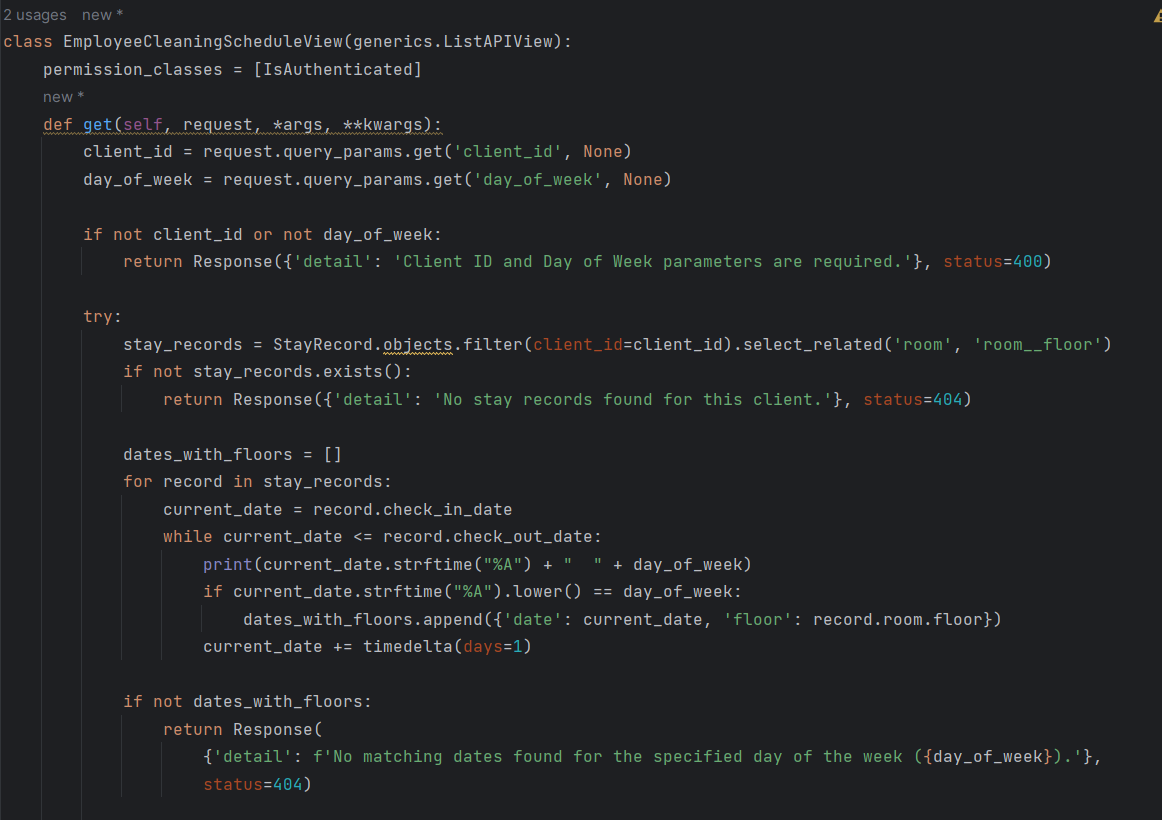 2 usages   new *
class EmployeeCleaningScheduleView(generics.ListAPIView):
    permission_classes = [IsAuthenticated]
    new *
    def get(self, request, *args, **kwargs):
        client_id = request.query_params.get('client_id', None)
        day_of_week = request.query_params.get('day_of_week', None)

        if not client_id or not day_of_week:
            return Response({'detail': 'Client ID and Day of Week parameters are required.'}, status=400)

        try:
            stay_records = StayRecord.objects.filter(client_id=client_id).select_related('room', 'room__floor')
            if not stay_records.exists():
                return Response({'detail': 'No stay records found for this client.'}, status=404)

            dates_with_floors = []
            for record in stay_records:
                current_date = record.check_in_date
                while current_date <= record.check_out_date:
                    print(current_date.strftime("%A") + "  " + day_of_week)
                    if current_date.strftime("%A").lower() == day_of_week:
                        dates_with_floors.append({'date': current_date, 'floor': record.room.floor})
                    current_date += timedelta(days=1)

            if not dates_with_floors:
                return Response(
                    {'detail': f'No matching dates found for the specified day of the week ({day_of_week}).'},
                    status=404)